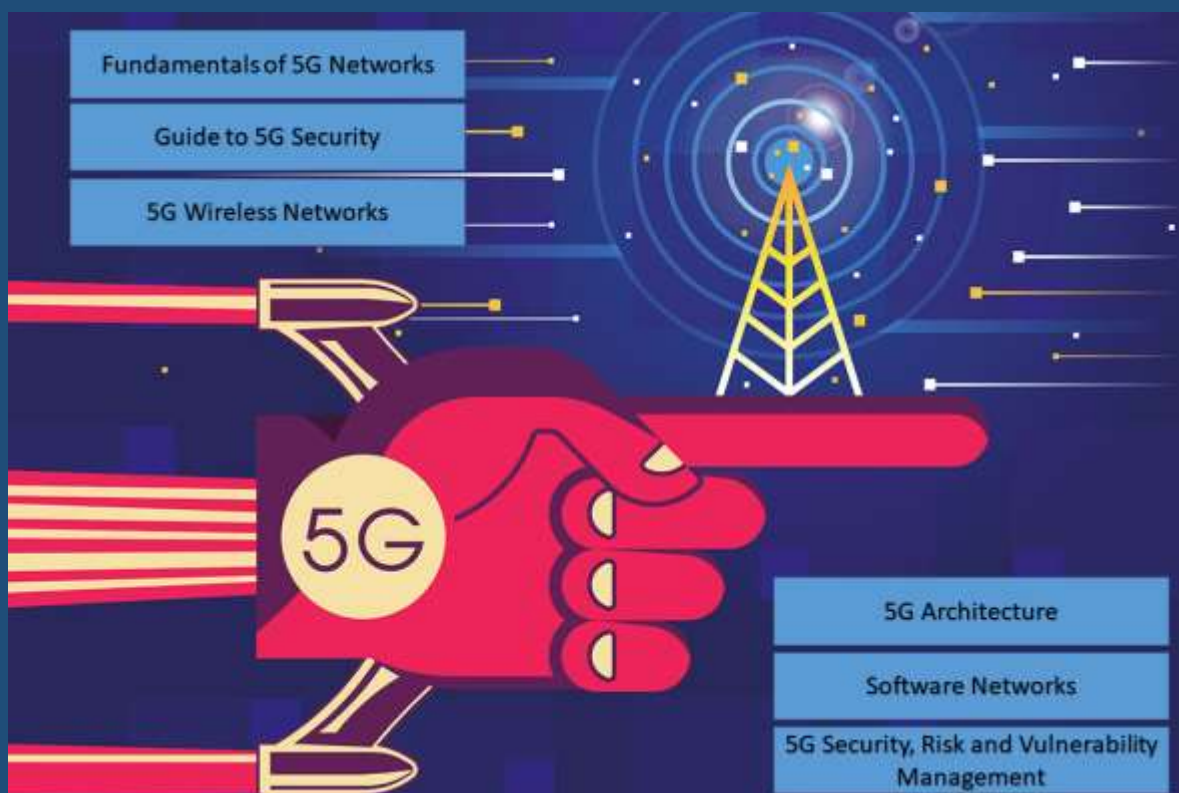 Fundamentals of 5G Networks
Guide to 5G Security
5G Wireless Networks
5G
5G Architecture
Software Networks
5G Security, Risk and Vulnerability
Management